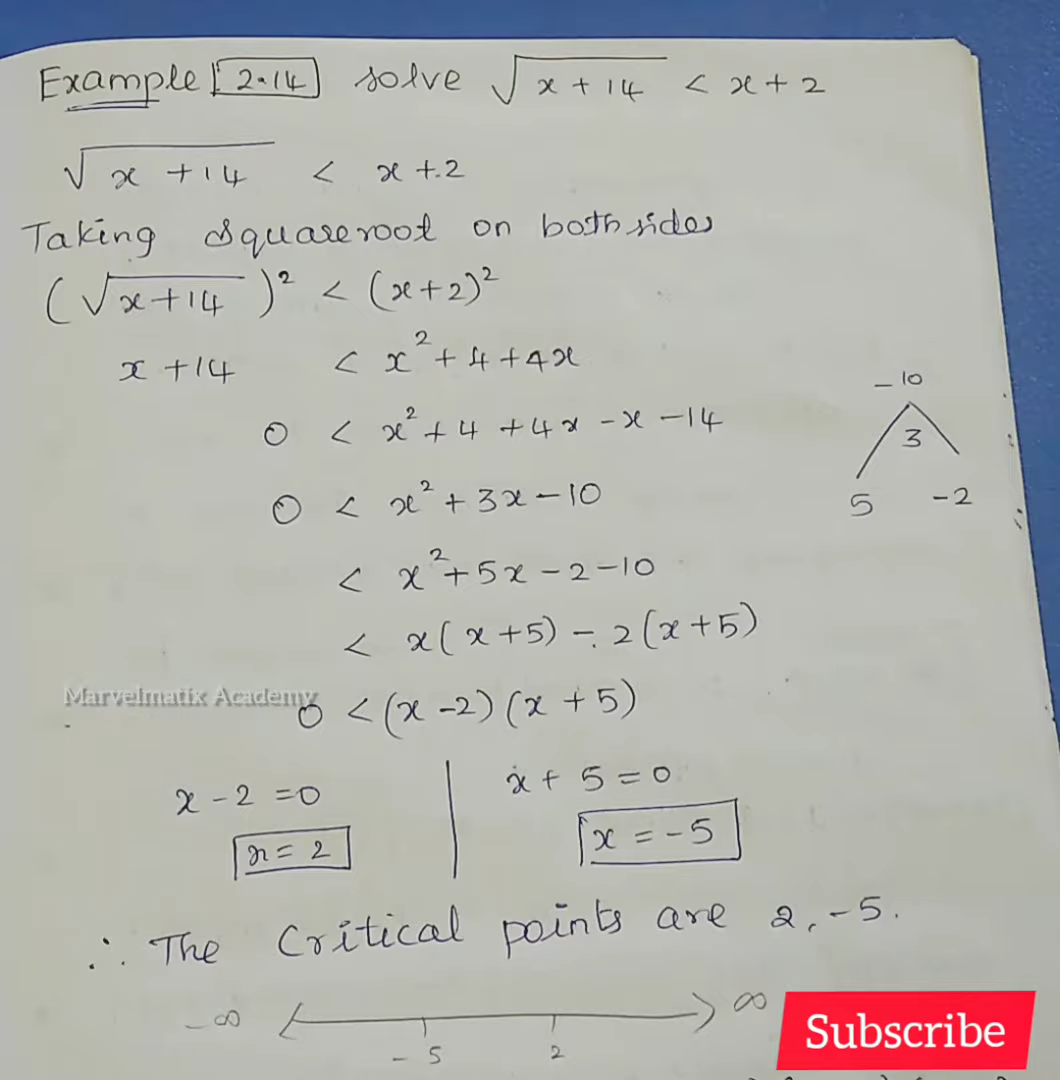 Example 2.14 solve √x + 14 < x + 2
√x + 14 < x + 2
Taking Squareroot on both sides
(√x + 14)² < (x + 2)²
x + 14 < x² + 4 + 4x
0 < x² + 4 + 4x - x - 14
0 < x² + 3x - 10
< x² + 5x - 2 - 10
< x(x + 5) - 2(x + 5)
0 < (x - 2)(x + 5)
- 10
3
5 -2
Marvelmatix Academy
x - 2 = 0 x + 5 = 0
x = 2 x = -5
∴ The Critical points are 2, -5.
-∞ ∞
- 5 2
Subscribe